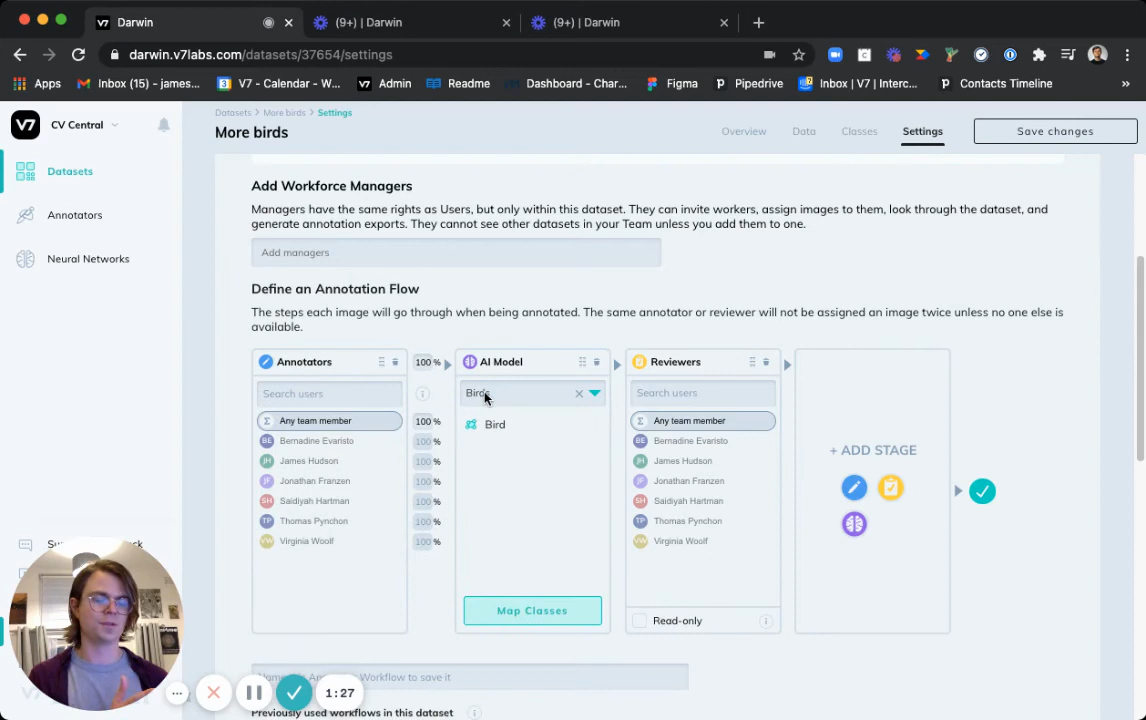 Darwin
(9+) | Darwin
(9+) | Darwin
darwin.v7labs.com/datasets/37654/settings
Apps
Inbox (15) – james...
V7 - Calendar - W...
Admin
Readme
Dashboard - Char...
Figma
Pipedrive
Inbox | V7 | Interc...
Contacts Timeline
»
V7
CV Central
Datasets
Annotators
Neural Networks
Datasets > More birds > Settings
More birds
Overview
Data
Classes
Settings
Save changes
Add Workforce Managers
Managers have the same rights as Users, but only within this dataset. They can invite workers, assign images to them, look through the dataset, and
generate annotation exports. They cannot see other datasets in your Team unless you add them to one.
Add managers
Define an Annotation Flow
The steps each image will go through when being annotated. The same annotator or reviewer will not be assigned an image twice unless no one else is
available.
Annotators
100 %
Search users
Σ Any team member 100 %
BE Bernadine Evaristo 100 %
JH James Hudson 100 %
JF Jonathan Franzen 100 %
SH Saidiyah Hartman 100 %
TP Thomas Pynchon 100 %
VW Virginia Woolf 100 %
AI Model
Birds
Bird
Map Classes
Reviewers
Search users
Σ Any team member
BE Bernadine Evaristo
JH James Hudson
JF Jonathan Franzen
SH Saidiyah Hartman
TP Thomas Pynchon
VW Virginia Woolf
Read-only
+ ADD STAGE
Workflow to save it
1:27
Previously used workflows in this dataset